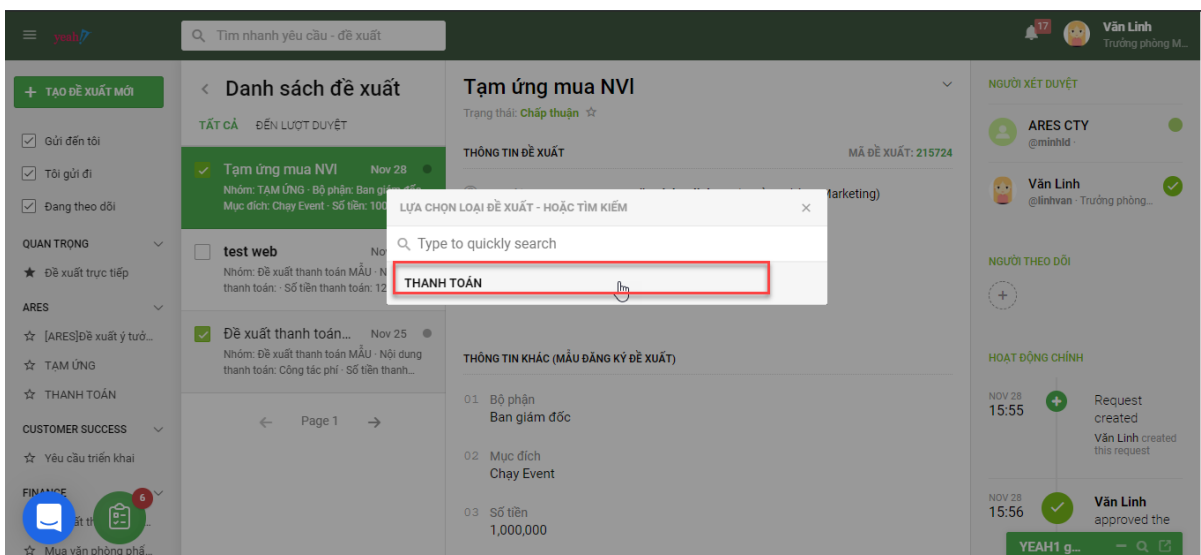 yeah1
Tìm nhanh yêu cầu - đề xuất
17
Văn Linh
Trưởng phòng M...
+ TẠO ĐỀ XUẤT MỚI
Gửi đến tôi
Tôi gửi đi
Đang theo dõi
QUAN TRỌNG
Đề xuất trực tiếp
ARES
[ARES]Đề xuất ý tưở...
TẠM ỨNG
THANH TOÁN
CUSTOMER SUCCESS
Yêu cầu triển khai
FINANCE
6
Mua văn phòng phẩ...
Danh sách đề xuất
TẤT CẢ ĐẾN LƯỢT DUYỆT
Tạm ứng mua NVl Nov 28
Nhóm: TẠM ỨNG · Bộ phận: Ban giám đốc
Mục đích: Chạy Event · Số tiền: 100
test web No
Nhóm: Đề xuất thanh toán MẪU · N
thanh toán: · Số tiền thanh toán: 12
Đề xuất thanh toán... Nov 25
Nhóm: Đề xuất thanh toán MẪU · Nội dung
thanh toán: Công tác phí · Số tiền thanh...
Page 1
Tạm ứng mua NVl
Trạng thái: Chấp thuận
THÔNG TIN ĐỀ XUẤT MÃ ĐỀ XUẤT: 215724
Marketing)
LỰA CHỌN LOẠI ĐỀ XUẤT - HOẶC TÌM KIẾM ×
Type to quickly search
THANH TOÁN
THÔNG TIN KHÁC (MẪU ĐĂNG KÝ ĐỀ XUẤT)
01 Bộ phận
Ban giám đốc
02 Mục đích
Chạy Event
03 Số tiền
1,000,000
NGƯỜI XÉT DUYỆT
ARES CTY
@minhld ·
Văn Linh
@linhvan · Trưởng phòng...
NGƯỜI THEO DÕI
+
HOẠT ĐỘNG CHÍNH
NOV 28
15:55
Request
created
Văn Linh created
this request
NOV 28
15:56
Văn Linh
approved the
YEAH1 g...